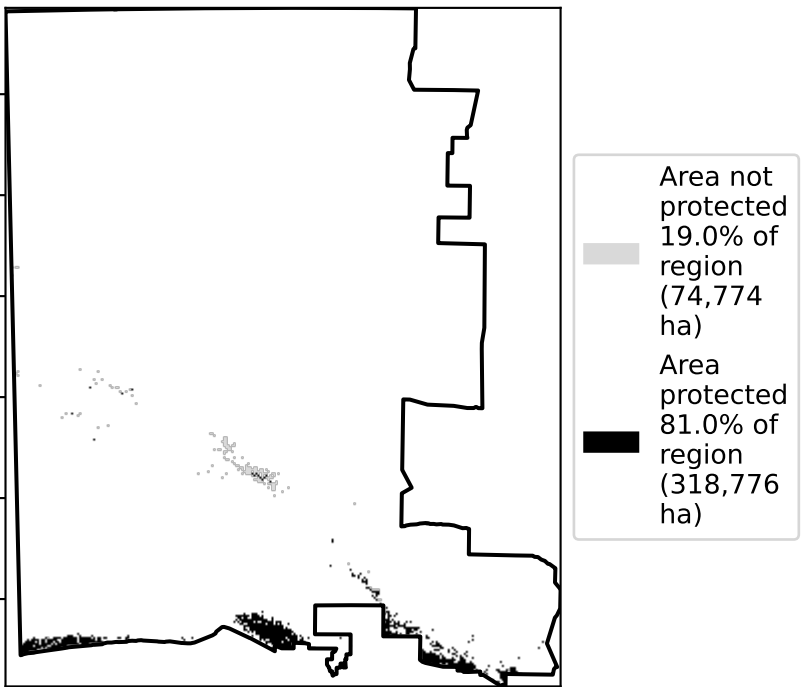 Area not
protected
19.0% of
region
(74,774
ha)
Area
protected
81.0% of
region
(318,776
ha)